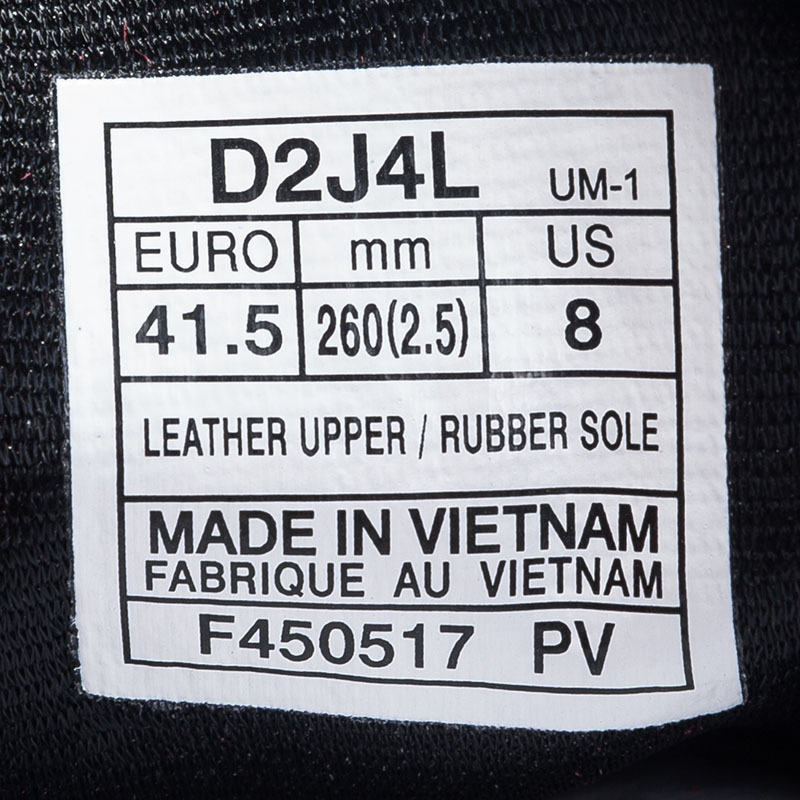 D2J4L UM-1
EURO mm US
41.5 260(2.5) 8
LEATHER UPPER / RUBBER SOLE
MADE IN VIETNAM
FABRIQUE AU VIETNAM
F450517 PV